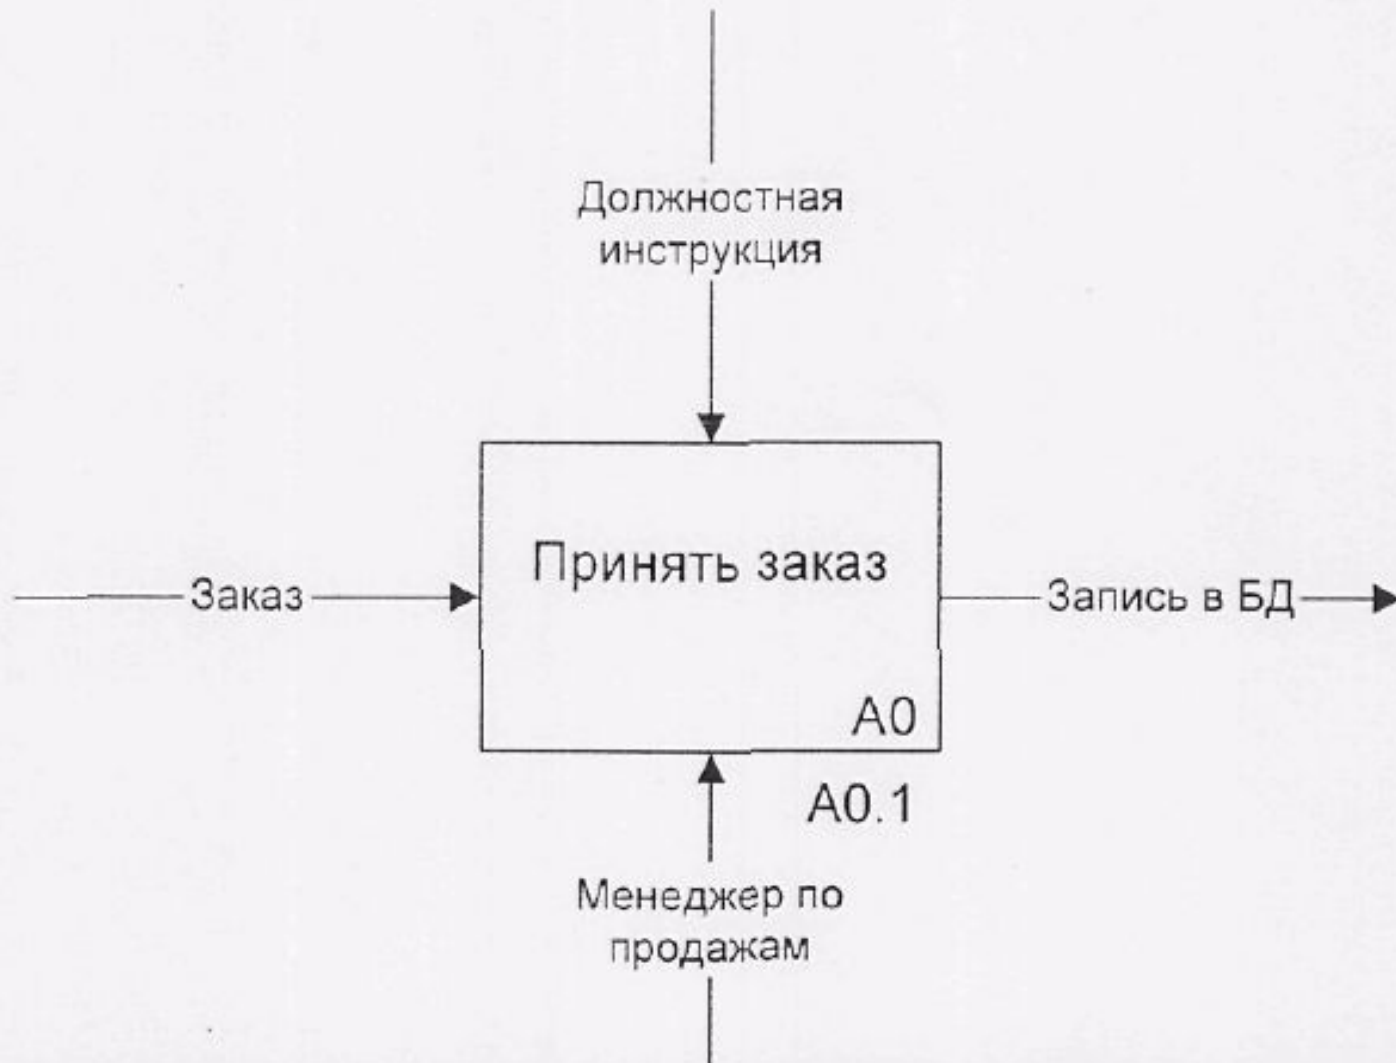 Должностная
инструкция
Принять заказ
Заказ
Запись в БД
A0
A0.1
Менеджер по
продажам